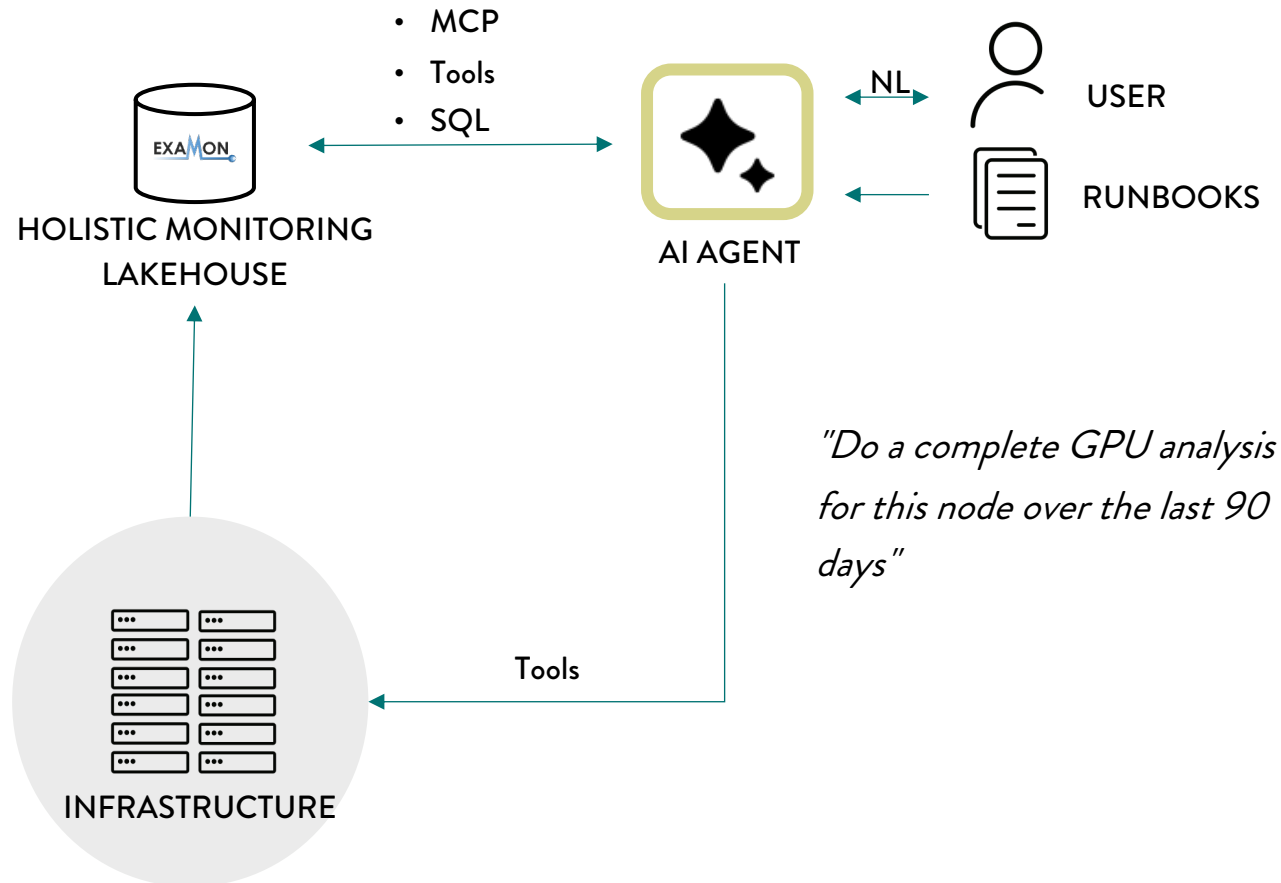 • MCP
• Tools
• SQL
NL
USER
RUNBOOKS
EXAMON
HOLISTIC MONITORING
LAKEHOUSE
AI AGENT
"Do a complete GPU analysis
for this node over the last 90
days"
Tools
INFRASTRUCTURE